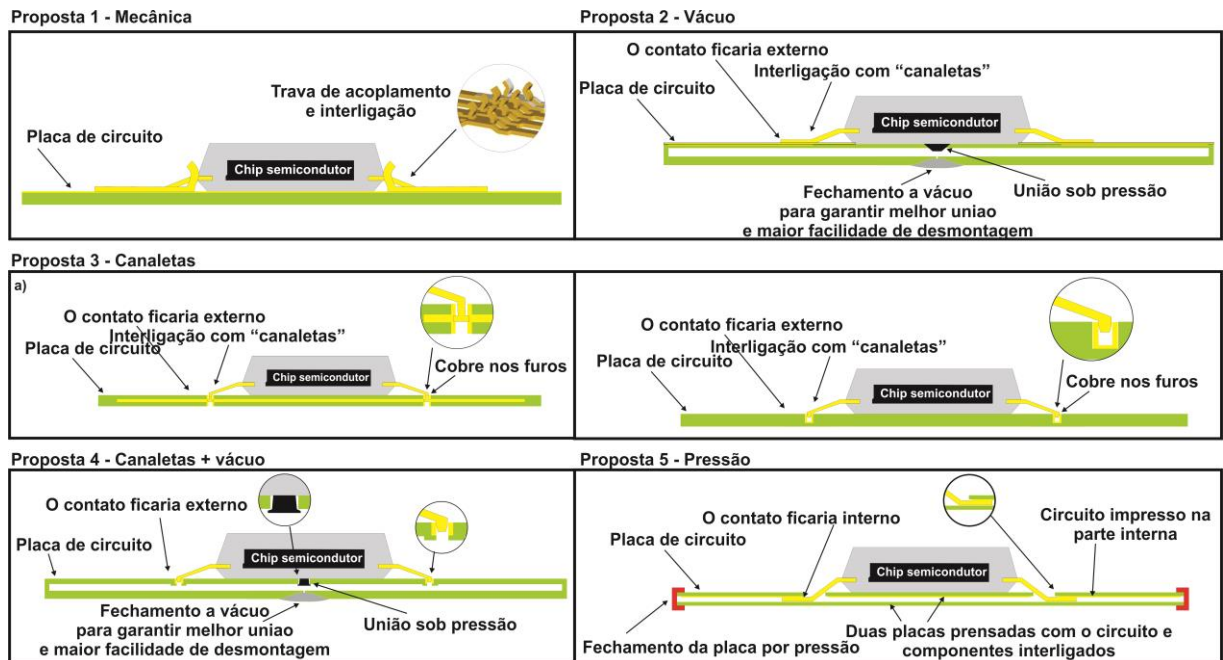 Proposta 1 - Mecânica
Trava de acoplamento
e interligação
Placa de circuito
Chip semicondutor
Proposta 2 - Vácuo
O contato ficaria externo
Interligação com “canaletas”
Placa de circuito
Chip semicondutor
Fechamento a vácuo
para garantir melhor uniao
e maior facilidade de desmontagem
União sob pressão
Proposta 3 - Canaletas
a)
O contato ficaria externo
Interligação com “canaletas”
Placa de circuito
Chip semicondutor
Cobre nos furos
O contato ficaria externo
Interligação com “canaletas”
Placa de circuito
Chip semicondutor
Cobre nos furos
Proposta 4 - Canaletas + vácuo
O contato ficaria externo
Placa de circuito
Chip semicondutor
Fechamento a vácuo
para garantir melhor uniao
e maior facilidade de desmontagem
União sob pressão
Proposta 5 - Pressão
O contato ficaria interno
Placa de circuito
Circuito impresso na
parte interna
Chip semicondutor
Fechamento da placa por pressão
Duas placas prensadas com o circuito e
componentes interligados